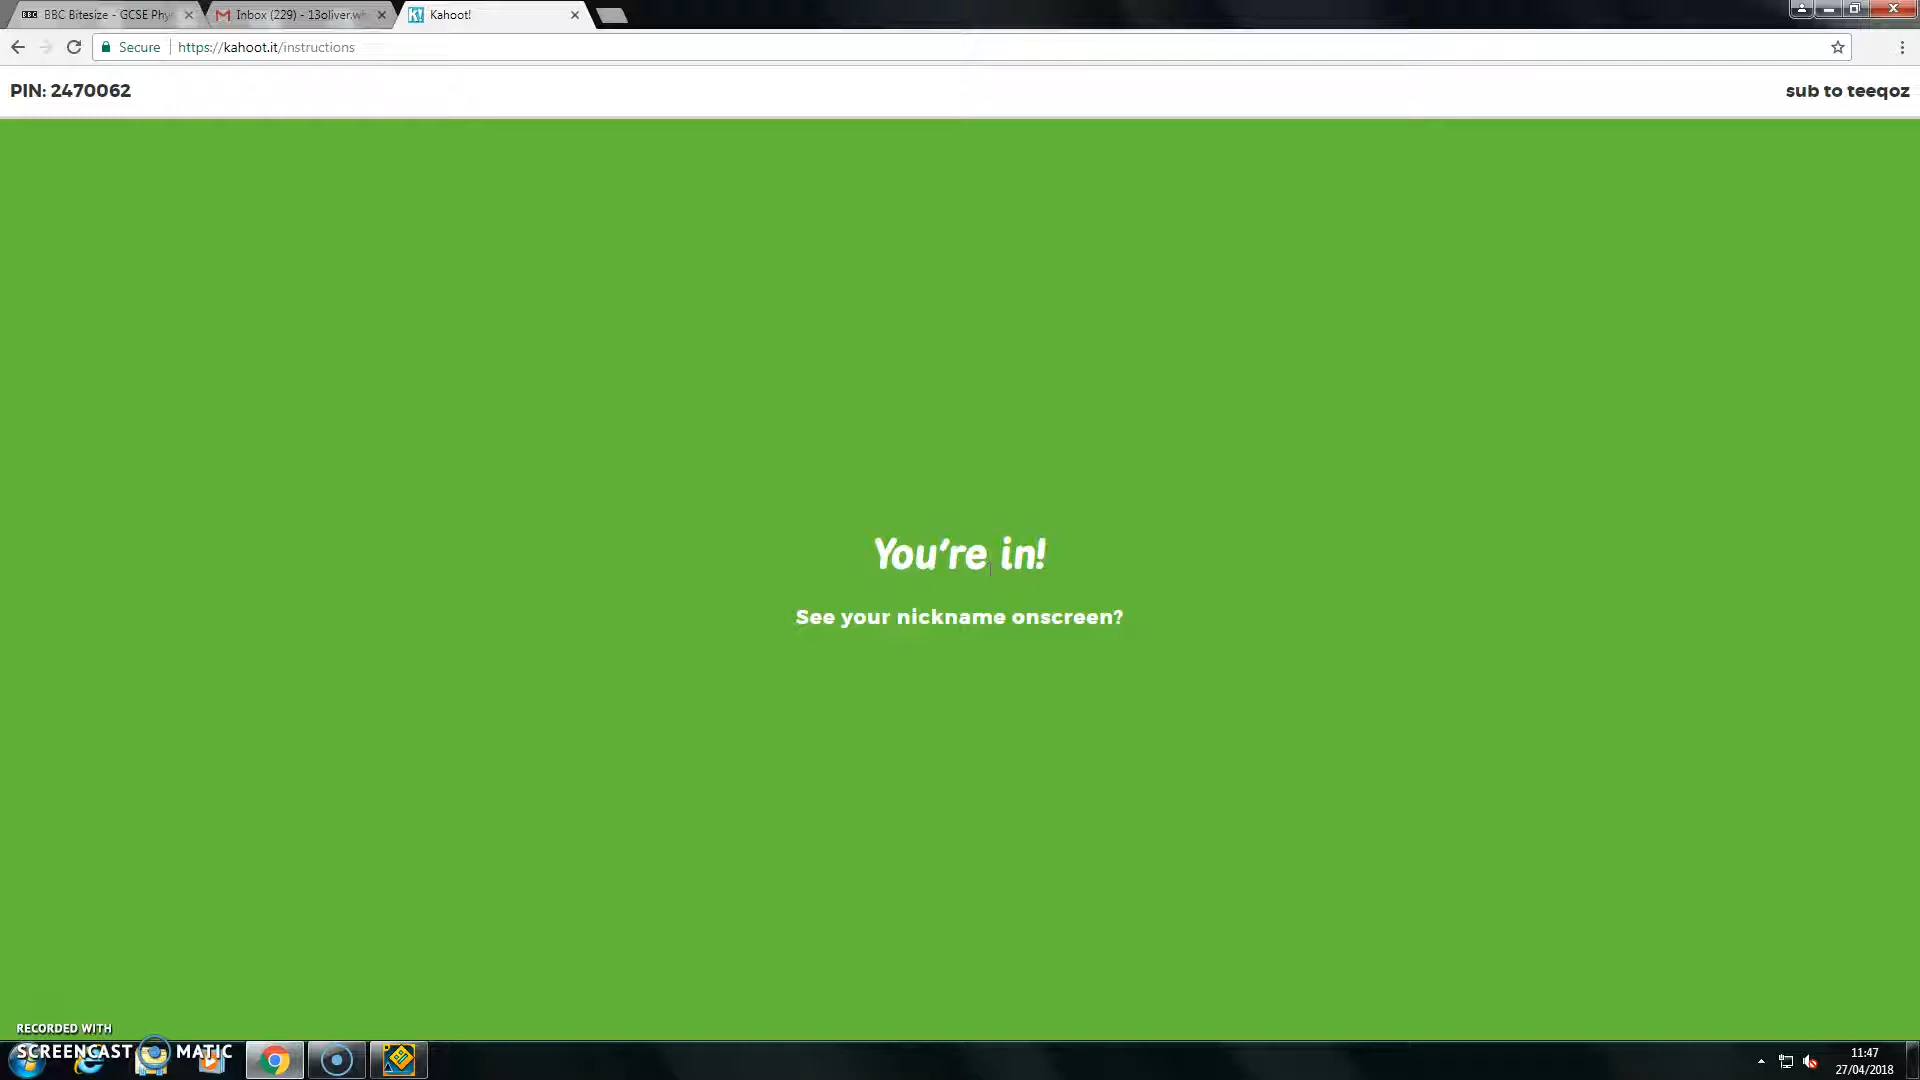 BBC BBC Bitesize - GCSE Phy
Inbox (229) - 13oliver.w
K! Kahoot!
Secure https://kahoot.it/instructions
PIN: 2470062
sub to teeqoz
You're in!
See your nickname onscreen?
RECORDED WITH
SCREENCAST MATIC
11:47
27/04/2018